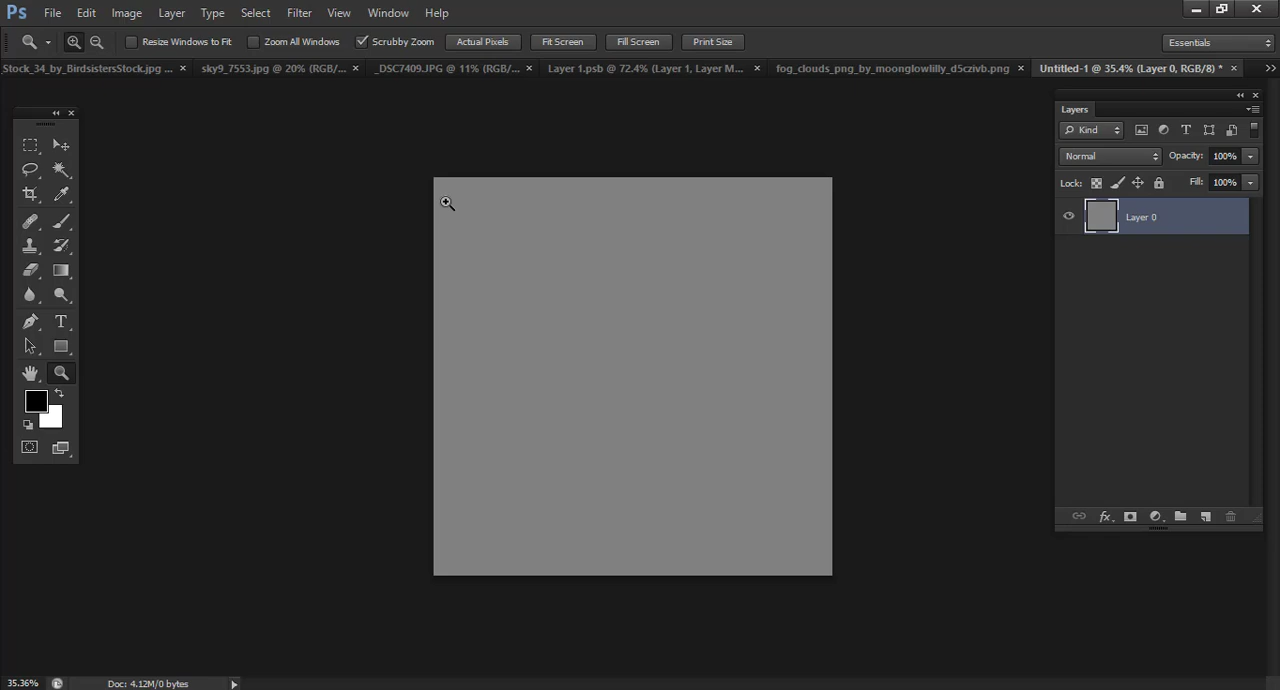 Ps File Edit Image Layer Type Select Filter View Window Help
Resize Windows to Fit Zoom All Windows Scrubby Zoom Actual Pixels Fit Screen Fill Screen Print Size Essentials
_Stock_34_by_BirdsistersStock.jpg ... × sky9_7553.jpg @ 20% (RGB/... × _DSC7409.JPG @ 11% (RGB/... × Layer 1.psb @ 72.4% (Layer 1, Layer M... × fog_clouds_png_by_moonglowlilly_d5czivb.png × Untitled-1 @ 35.4% (Layer 0, RGB/8) * ×
Layers
Kind
Normal Opacity: 100%
Lock: Fill: 100%
Layer 0
35.36% Doc: 4.12M/0 bytes